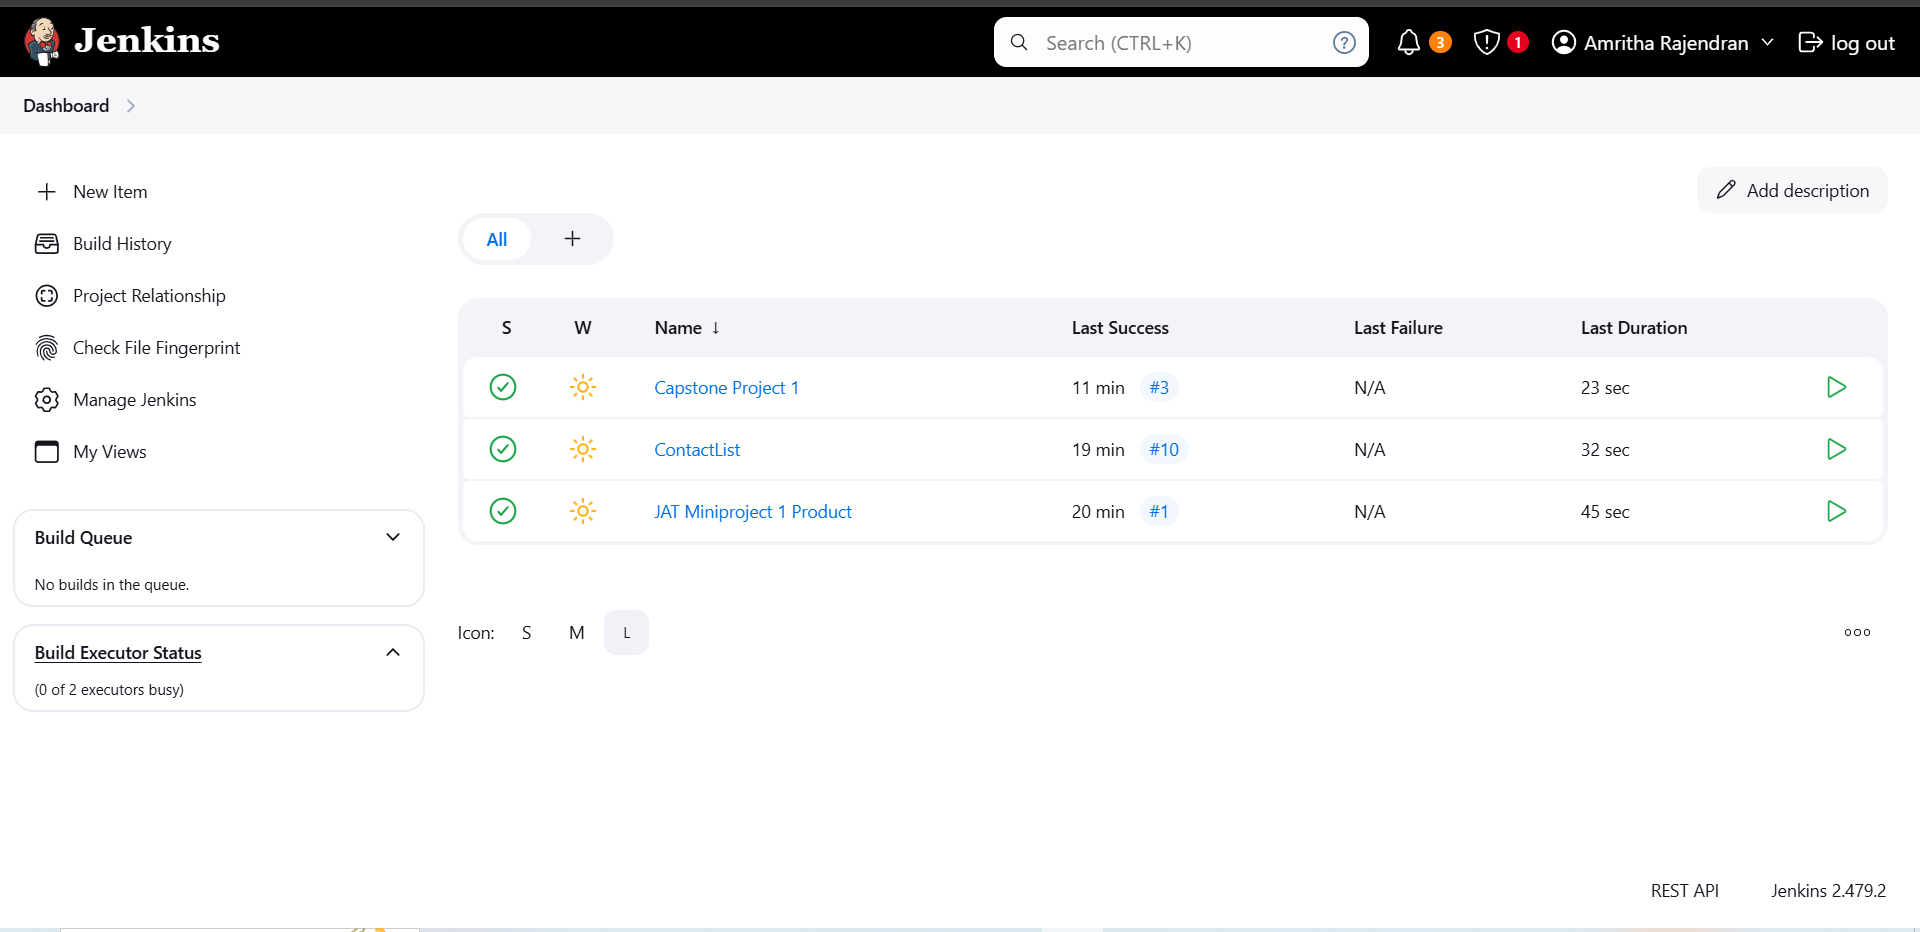 Jenkins
Search (CTRL+K)
?
3
1
Amritha Rajendran
log out
Dashboard
New Item
Build History
Project Relationship
Check File Fingerprint
Manage Jenkins
My Views
Build Queue
No builds in the queue.
Build Executor Status
(0 of 2 executors busy)
Add description
All +
S W Name ↓ Last Success Last Failure Last Duration
Capstone Project 1 11 min #3 N/A 23 sec
ContactList 19 min #10 N/A 32 sec
JAT Miniproject 1 Product 20 min #1 N/A 45 sec
Icon: S M L
REST API Jenkins 2.479.2